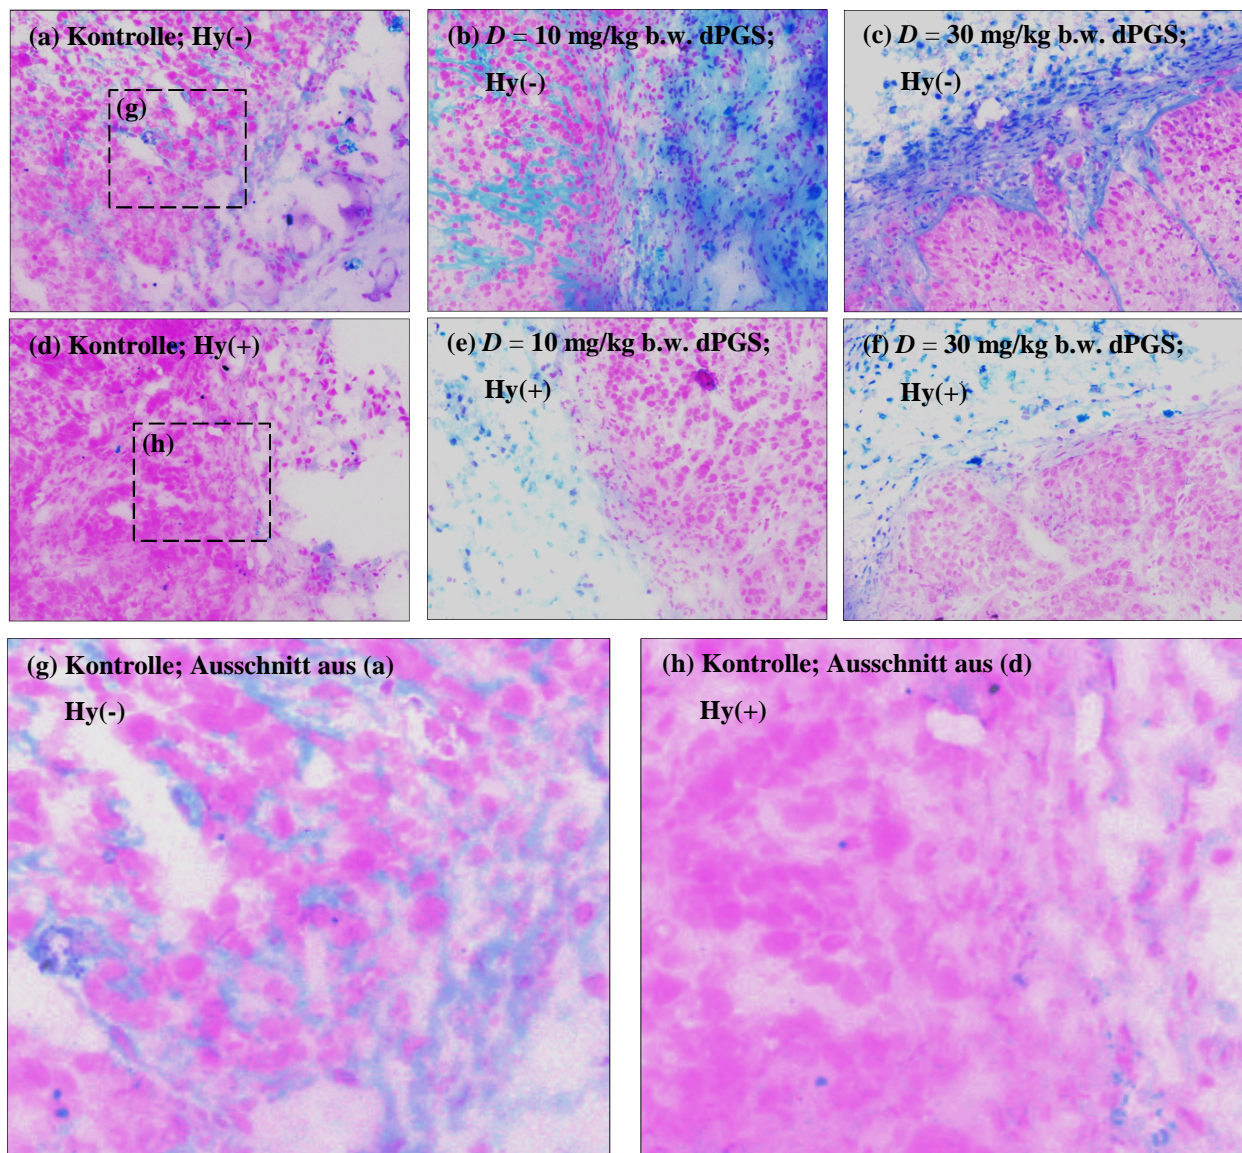 (a) Kontrolle; Hy(-)
(b) D = 10 mg/kg b.w. dPGS;
Hy(-)
(c) D = 30 mg/kg b.w. dPGS;
Hy(-)
(g)
(d) Kontrolle; Hy(+)
(e) D = 10 mg/kg b.w. dPGS;
Hy(+)
(f) D = 30 mg/kg b.w. dPGS;
Hy(+)
(h)
(g) Kontrolle; Ausschnitt aus (a)
Hy(-)
(h) Kontrolle; Ausschnitt aus (d)
Hy(+)